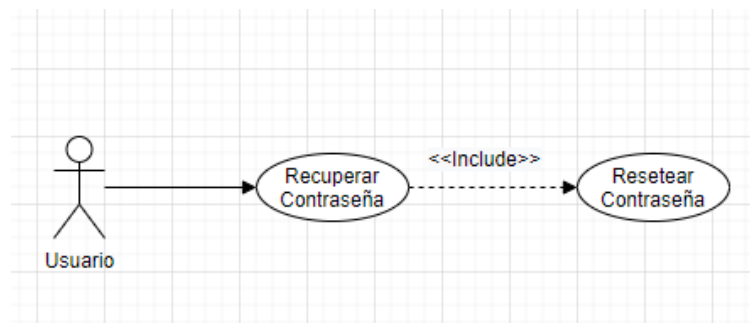 <<Include>>
Recuperar
Contraseña
Resetear
Contraseña
Usuario